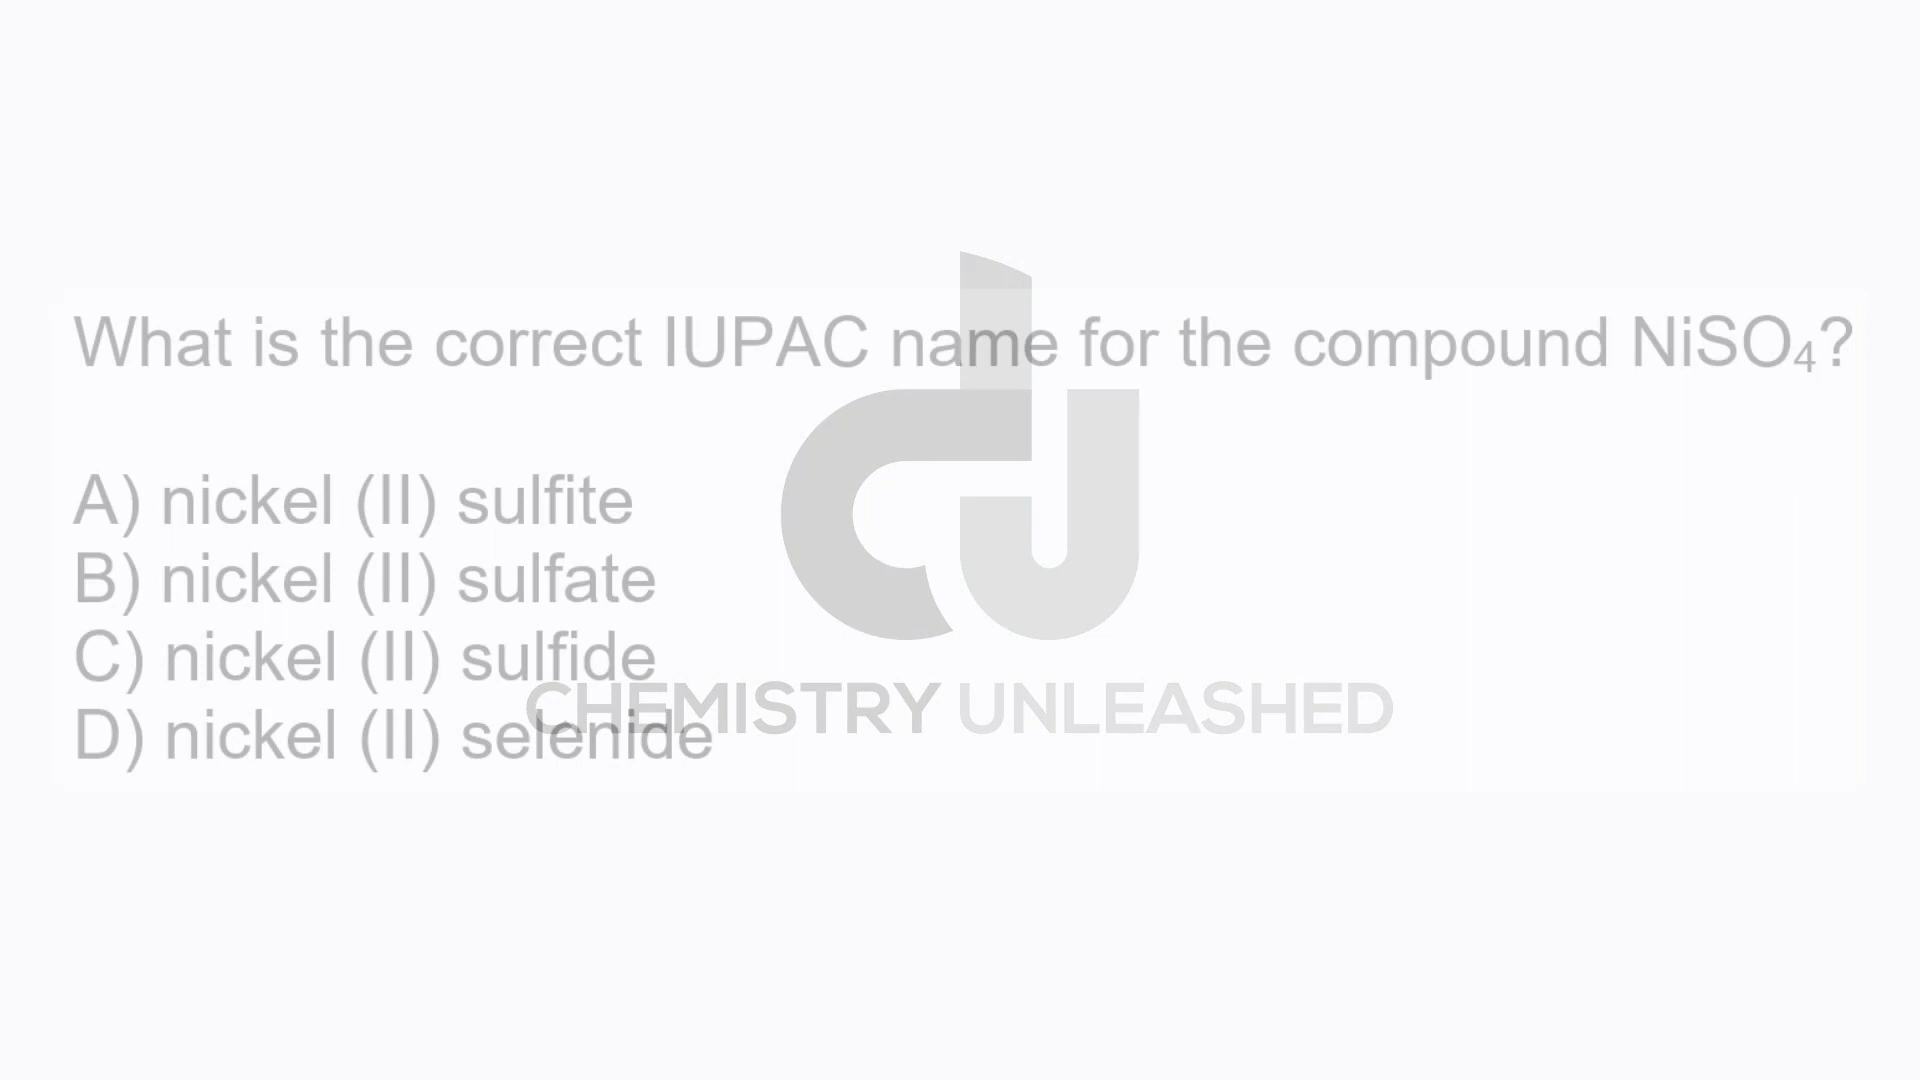 What is the correct IUPAC name for the compound NiSO₄?
A) nickel (II) sulfite
B) nickel (II) sulfate
C) nickel (II) sulfide
D) nickel (II) selenide
CHEMISTRY UNLEASHED